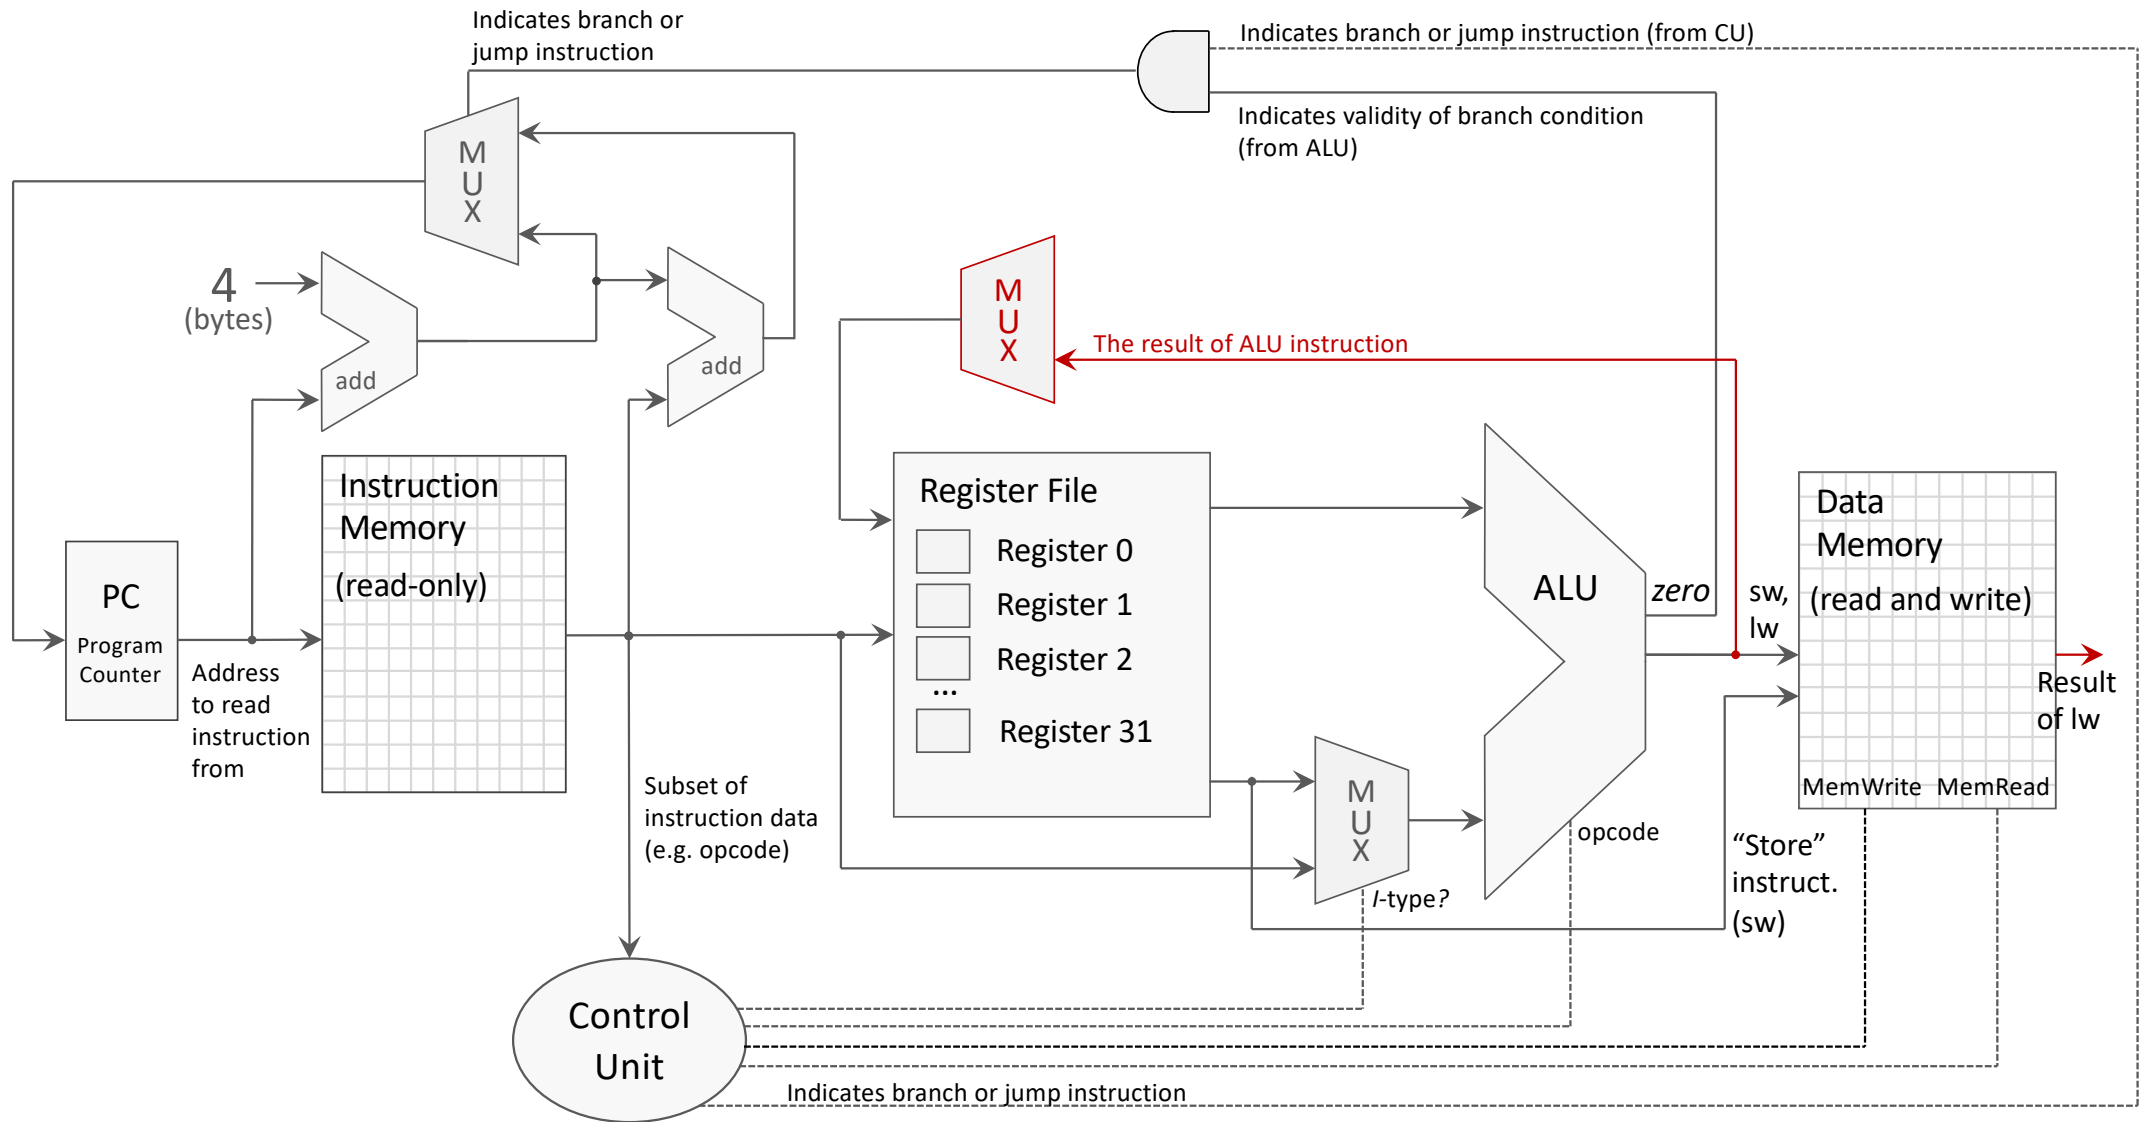 Indicates branch or
jump instruction
Indicates branch or jump instruction (from CU)
Indicates validity of branch condition
(from ALU)
M
U
X
4
(bytes)
add
add
M
U
X
The result of ALU instruction
Instruction
Memory
(read-only)
PC
Program
Counter
Address
to read
instruction
from
Register File
Register 0
Register 1
Register 2
...
Register 31
ALU
zero
sw,
lw
Data
Memory
(read and write)
MemWrite MemRead
Result
of lw
Subset of
instruction data
(e.g. opcode)
M
U
X
I-type?
opcode
“Store”
instruct.
(sw)
Control
Unit
Indicates branch or jump instruction